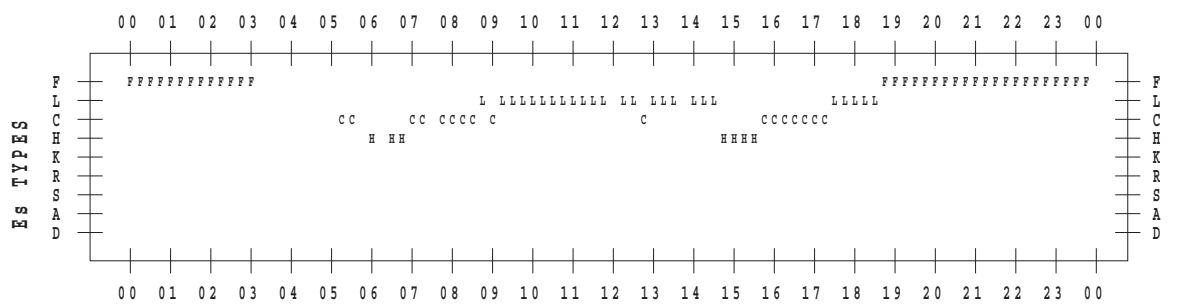 00 01 02 03 04 05 06 07 08 09 10 11 12 13 14 15 16 17 18 19 20 21 22 23 00
F FFFFFFFFFFFFF FFFFFFFFFFFFFFFFFFFFF F
L L LLLLLLLLLLL LL LLL LLL LLLLL L
C CC CC CCCC C C CCCCCCC C
H H HH HHHH H
K K
R R
S S
A A
D D
Es TYPES
00 01 02 03 04 05 06 07 08 09 10 11 12 13 14 15 16 17 18 19 20 21 22 23 00